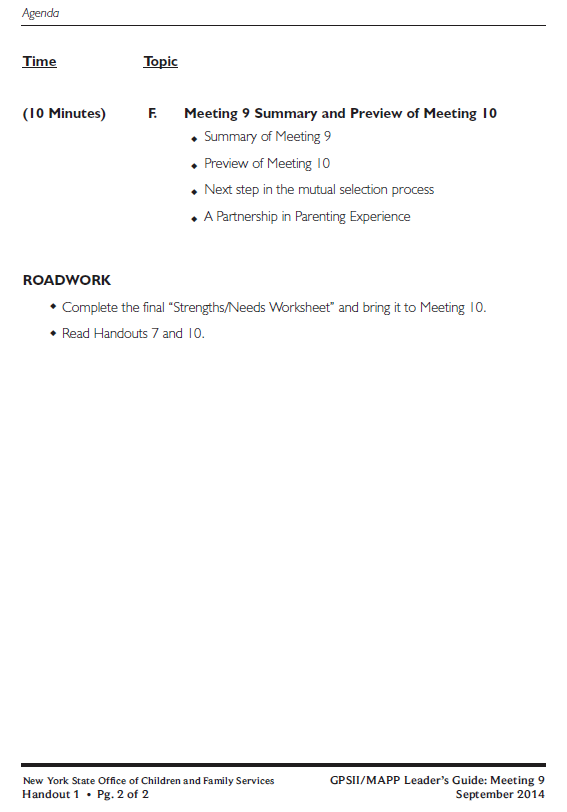 Agenda
Time Topic
(10 Minutes) F. Meeting 9 Summary and Preview of Meeting 10
◆ Summary of Meeting 9
◆ Preview of Meeting 10
◆ Next step in the mutual selection process
◆ A Partnership in Parenting Experience
ROADWORK
◆ Complete the final “Strengths/Needs Worksheet” and bring it to Meeting 10.
◆ Read Handouts 7 and 10.
New York State Office of Children and Family Services GPSII/MAPP Leader’s Guide: Meeting 9
Handout 1 • Pg. 2 of 2 September 2014